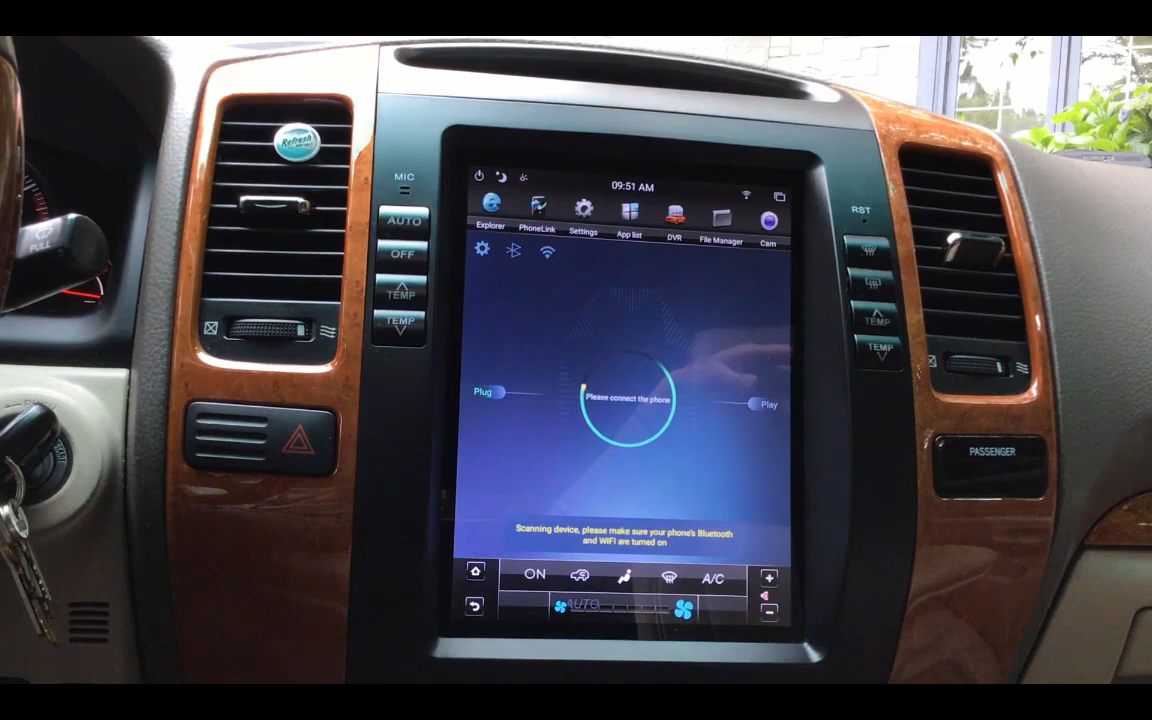 Refresh
MIC
AUTO
OFF
TEMP
TEMP
PULL
09:51 AM
Explorer
PhoneLink
Settings
App list
DVR
File Manager
Cam
RST
TEMP
TEMP
Plug
Please connect the phone
Play
PASSENGER
Scanning device, please make sure your phone's Bluetooth
and WIFI are turned on
ON
A/C
AUTO